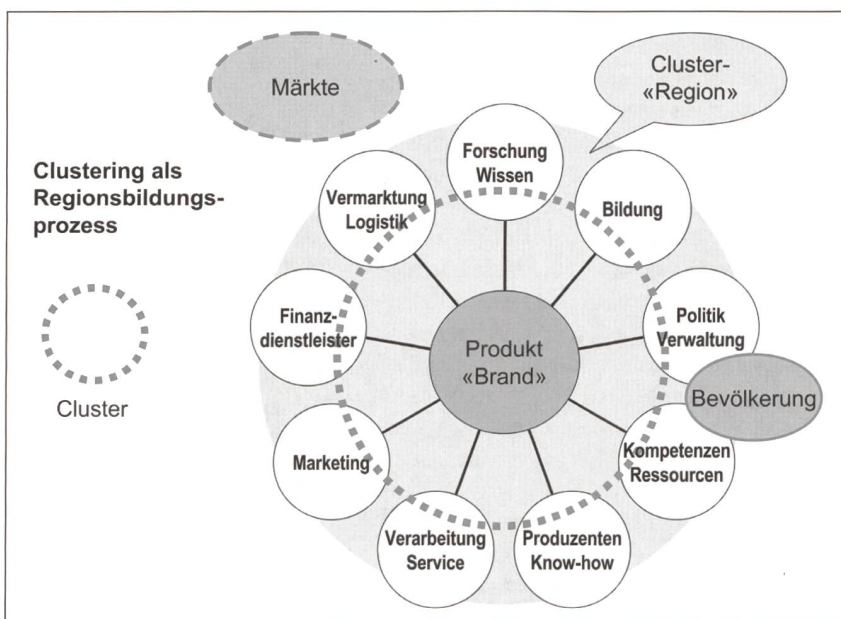 Märkte
Cluster-
«Region»
Clustering als
Regionsbildungs-
prozess
Forschung
Wissen
Vermarktung
Logistik
Bildung
Finanz-
dienstleister
Politik
Verwaltung
Produkt
«Brand»
Cluster
Bevölkerung
Marketing
Kompetenzen
Ressourcen
Verarbeitung
Service
Produzenten
Know-how